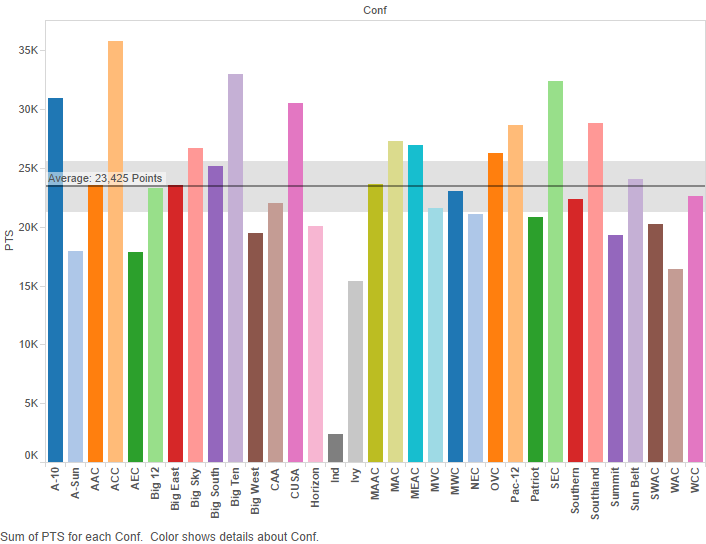 Conf
35K
30K
25K
Average: 23,425 Points
20K
PTS
15K
10K
5K
0K
A-10
A-Sun
AAC
ACC
AEC
Big 12
Big East
Big Sky
Big South
Big Ten
Big West
CAA
CUSA
Horizon
Ind
Ivy
MAAC
MAC
MEAC
MVC
MWC
NEC
OVC
Pac-12
Patriot
SEC
Southern
Southland
Summit
Sun Belt
SWAC
WAC
WCC
Sum of PTS for each Conf.  Color shows details about Conf.